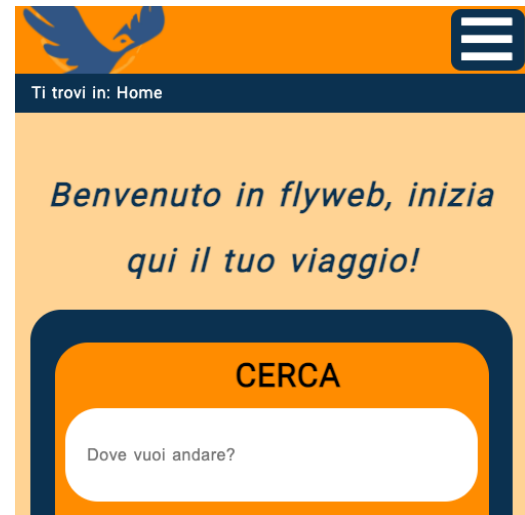 Ti trovi in: Home
Benvenuto in flyweb, inizia
qui il tuo viaggio!
CERCA
Dove vuoi andare?